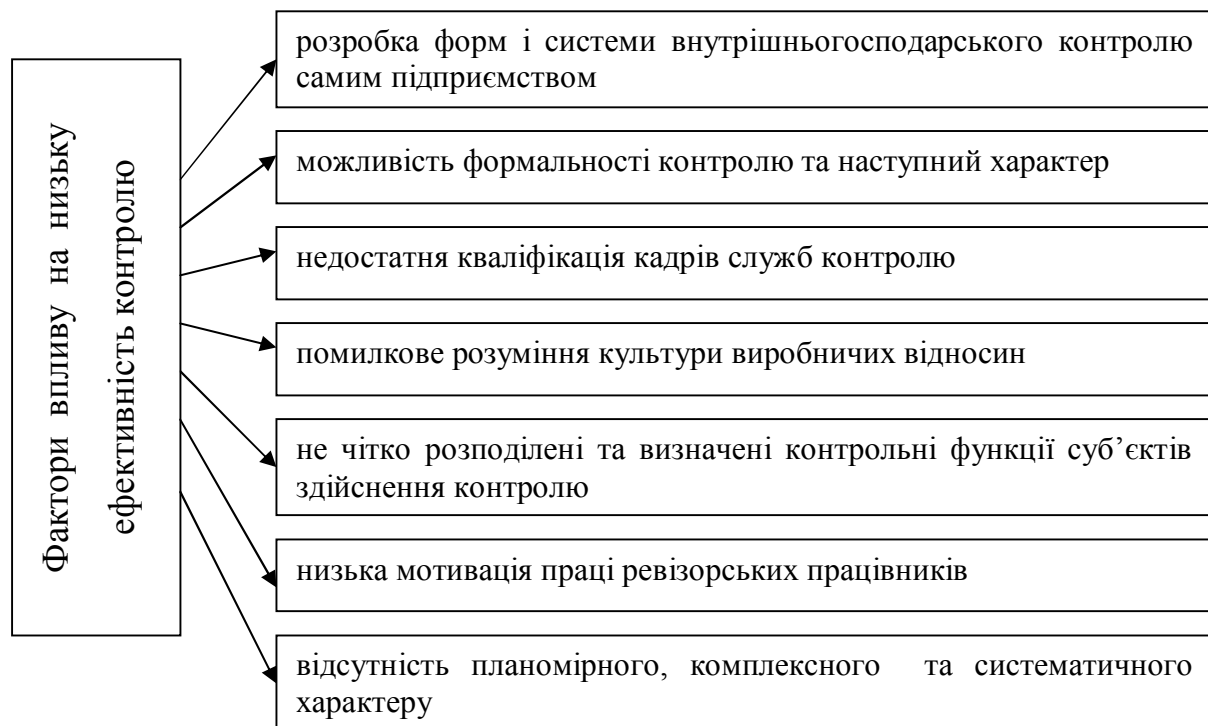 Фактори впливу на низьку
ефективність контролю
розробка форм і системи внутрішньогосподарського контролю
самим підприємством
можливість формальності контролю та наступний характер
недостатня кваліфікація кадрів служб контролю
помилкове розуміння культури виробничих відносин
не чітко розподілені та визначені контрольні функції суб’єктів
здійснення контролю
низька мотивація праці ревізорських працівників
відсутність планомірного, комплексного та систематичного
характеру